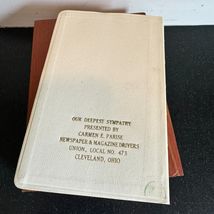 OUR DEEPEST SYMPATHY
PRESENTED BY
CARMEN E. PARISE
NEWSPAPER & MAGAZINE DRIVERS
UNION, LOCAL NO. 473
CLEVELAND, OHIO